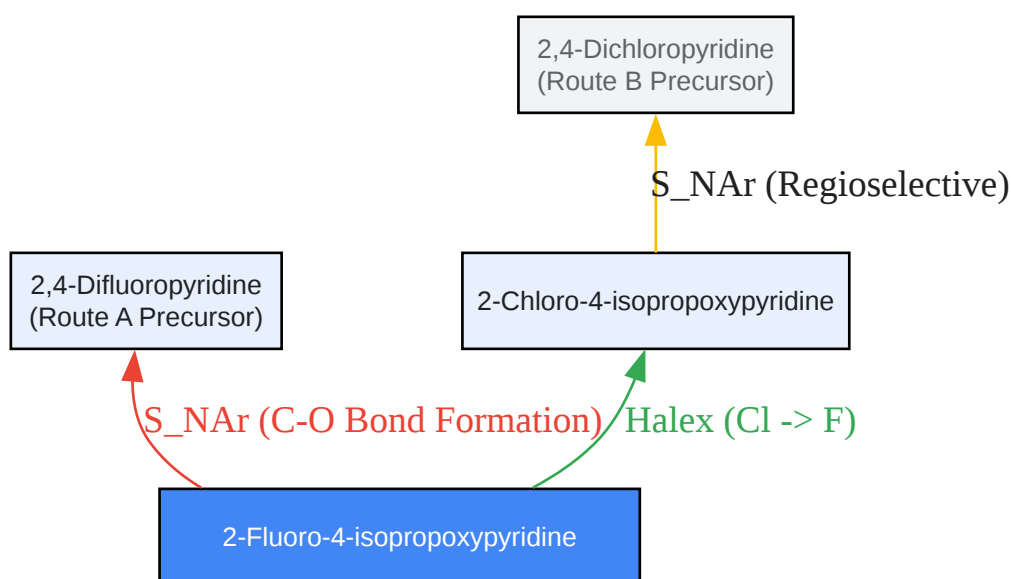 2,4-Dichloropyridine
(Route B Precursor)
S_NAr (Regioselective)
2,4-Difluoropyridine
(Route A Precursor)
2-Chloro-4-isopropoxypyridine
S_NAr (C-O Bond Formation)
Halex (Cl -> F)
2-Fluoro-4-isopropoxypyridine